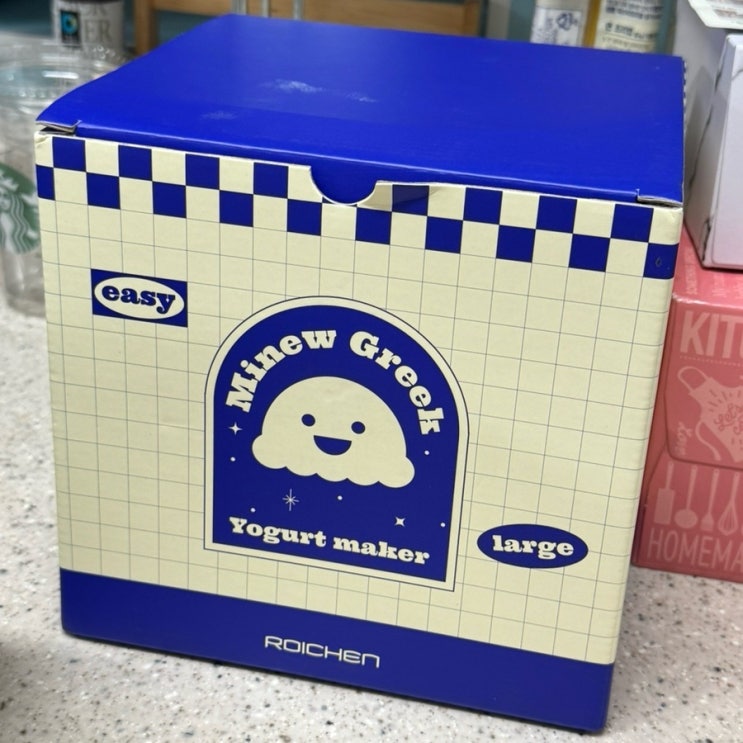 easy
Minew Greek
Yogurt maker
large
ROICHEN
KIT
HOMEMA